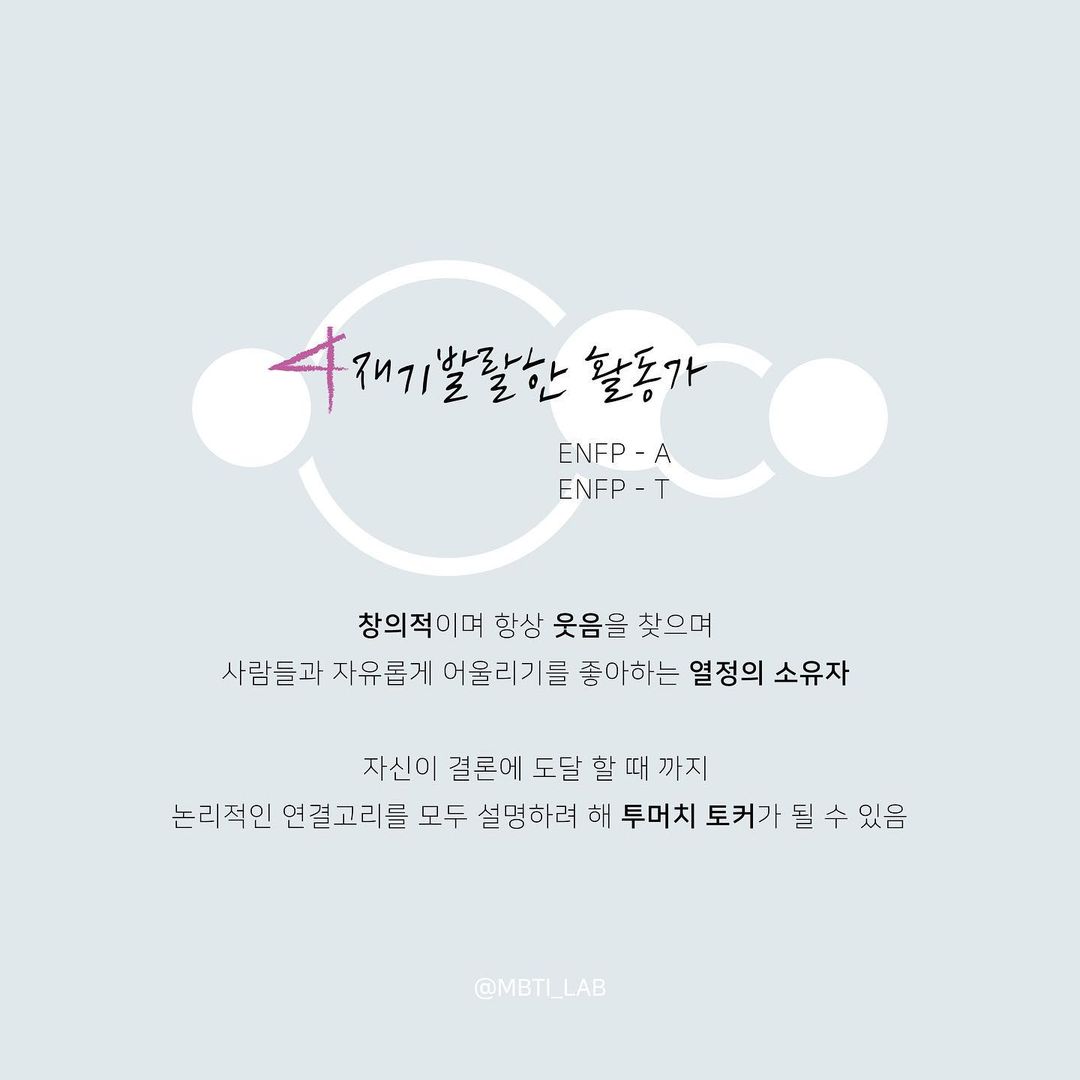 4 재기발랄한 활동가
ENFP - A
ENFP - T
창의적이며 항상 웃음을 찾으며
사람들과 자유롭게 어울리기를 좋아하는 열정의 소유자
자신이 결론에 도달 할 때 까지
논리적인 연결고리를 모두 설명하려 해 투머치 토커가 될 수 있음
@MBTI_LAB